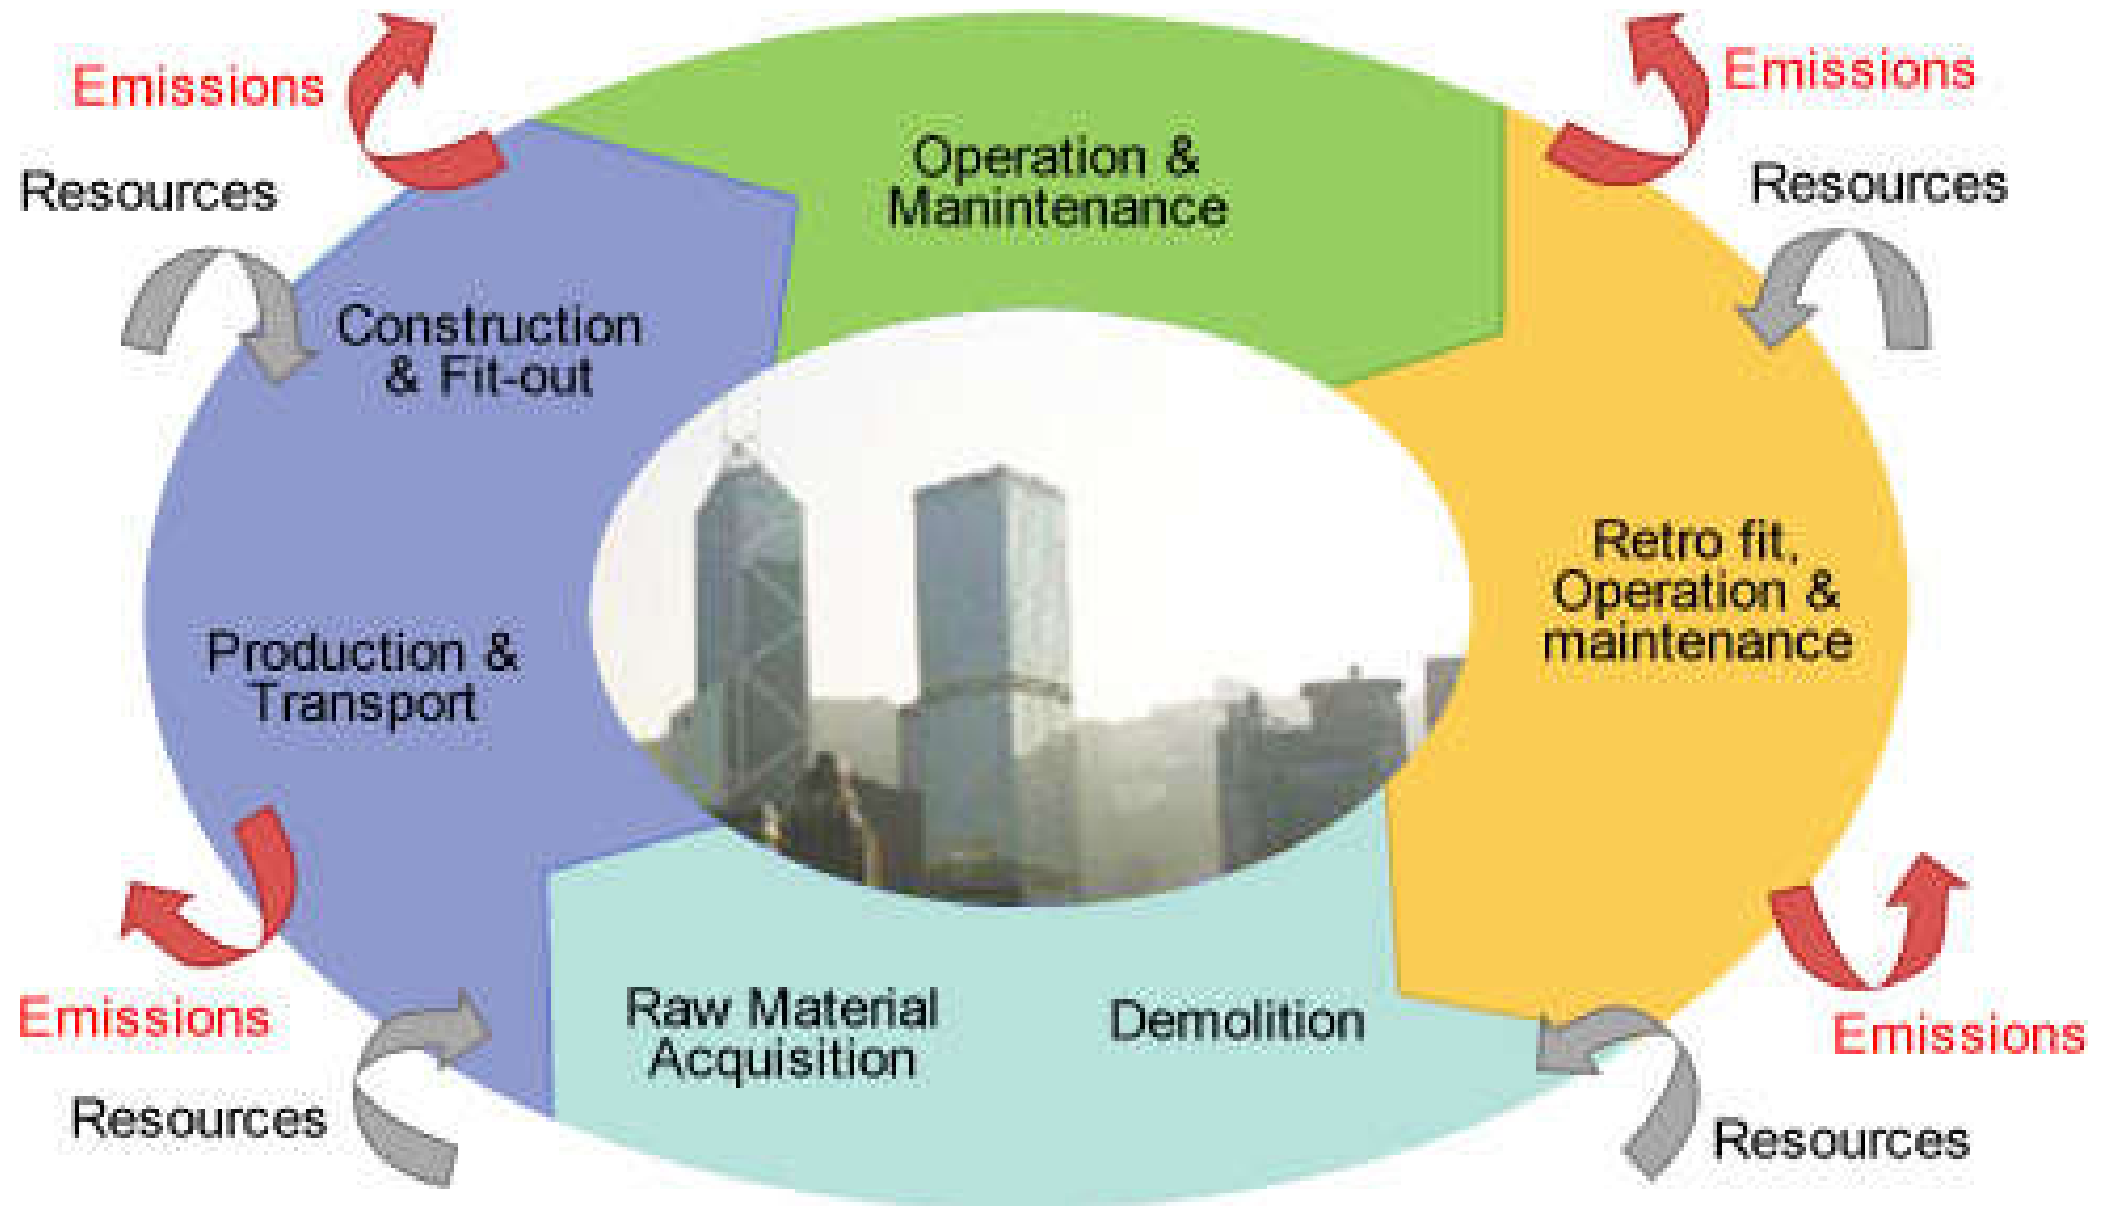 Emissions
Resources
Operation &
Manintenance
Emissions
Resources
Construction
& Fit-out
Retro fit,
Operation &
maintenance
Production &
Transport
Emissions
Resources
Raw Material
Acquisition
Demolition
Emissions
Resources